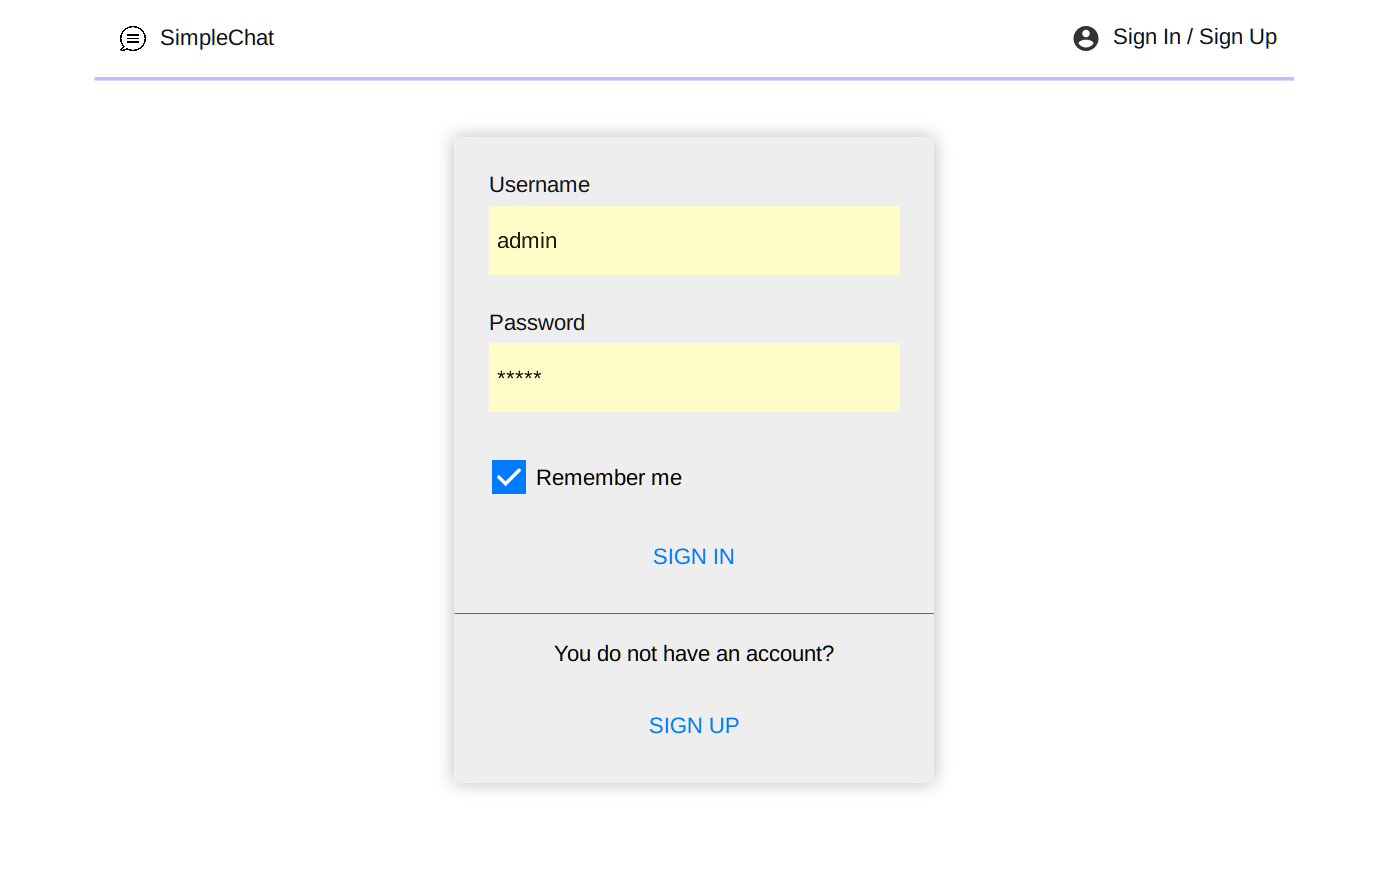 SimpleChat
Sign In / Sign Up
Username
admin
Password
*****
Remember me
SIGN IN
You do not have an account?
SIGN UP